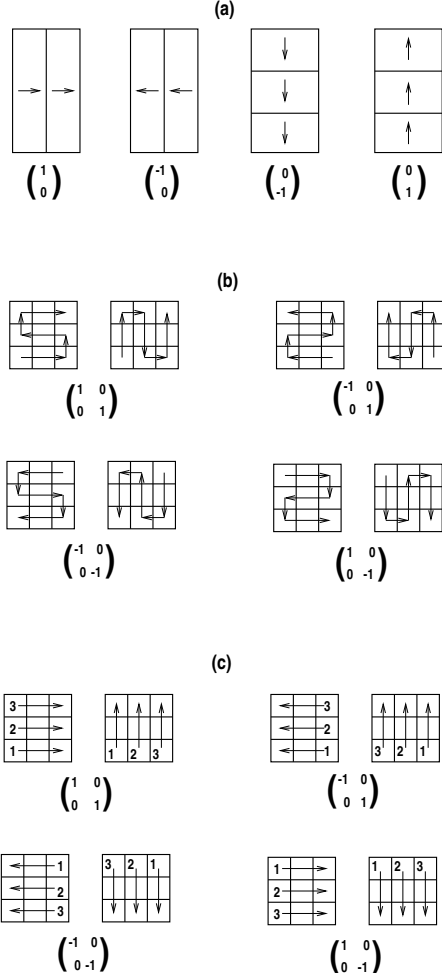 (a)
( 1 ) ( -1 ) ( 0 ) ( 0 )
( 0 ) ( 0 ) ( -1 ) ( 1 )
(b)
( 1 0 ) ( -1 0 )
( 0 1 ) ( 0 1 )
( -1 0 ) ( 1 0 )
( 0 -1 ) ( 0 -1 )
(c)
3 3
2 2
1 1 2 3 1 3 2 1
( 1 0 ) ( -1 0 )
( 0 1 ) ( 0 1 )
1 3 2 1 1 1 2 3
2 2
3 3
( -1 0 ) ( 1 0 )
( 0 -1 ) ( 0 -1 )